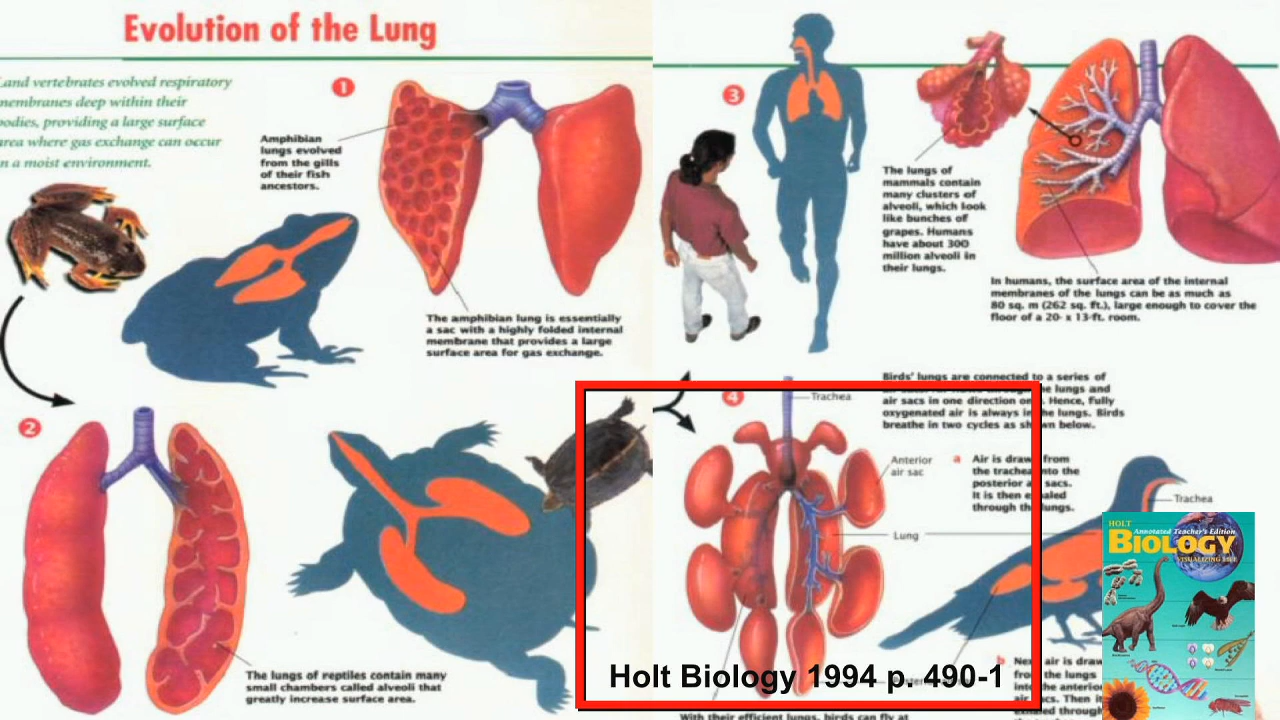 Evolution of the Lung
Land vertebrates evolved respiratory
membranes deep within their
bodies, providing a large surface
area where gas exchange can occur
in a moist environment.
1
Amphibian
lungs evolved
from the gills
of their fish
ancestors.
The amphibian lung is essentially
a sac with a highly folded internal
membrane that provides a large
surface area for gas exchange.
2
The lungs of reptiles contain many
small chambers called alveoli that
greatly increase surface area.
3
The lungs of
mammals contain
many clusters of
alveoli, which look
like bunches of
grapes. Humans
have about 300
million alveoli in
their lungs.
In humans, the surface area of the internal
membranes of the lungs can be as much as
80 sq. m (262 sq. ft.), large enough to cover the
floor of a 20- x 13-ft. room.
4
Trachea
Birds' lungs are connected to a series of
the lungs and
air sacs in one direction Hence, fully
oxygenated air is always in the lungs. Birds
breathe in two cycles as shown below.
Anterior
air sac
Lung
a Air is drawn from
the trachea into the
posterior air sacs.
It is then exhaled
through the lungs.
Trachea
b Next air is draw
from the lungs
into the anterio
air sacs. Then it
exhaled through
With their efficient lungs, birds can fly at
Holt Biology 1994 p. 490-1
HOLT
Annotated Teacher's Edition
BIOLOGY
VISUALIZING LIFE